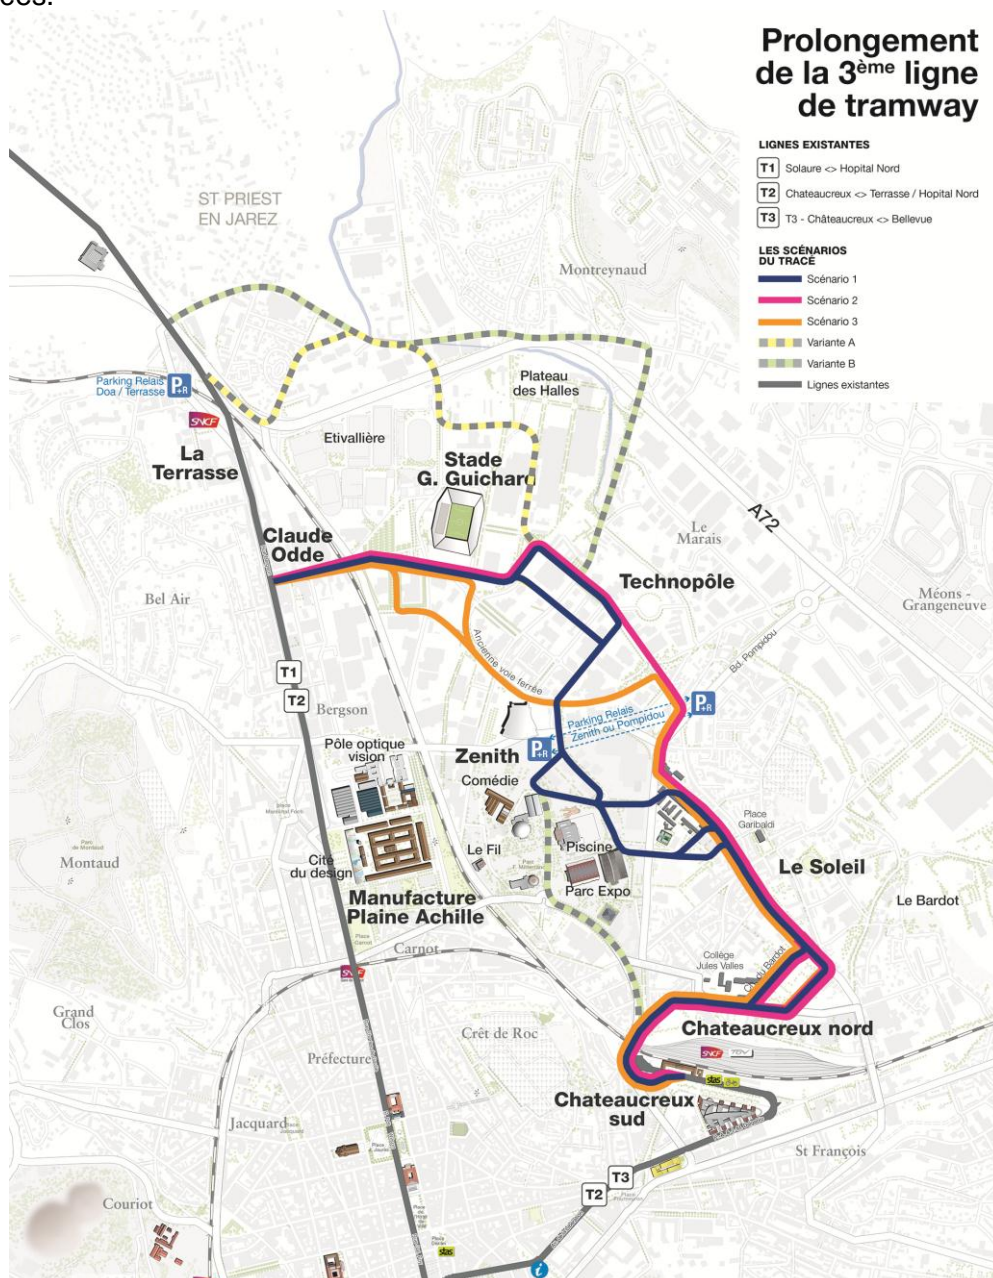 ces.
Prolongement
de la 3ème ligne
de tramway
LIGNES EXISTANTES
T1 Solaure <> Hopital Nord
T2 Chateaucreux <> Terrasse / Hopital Nord
T3 T3 - Châteaucreux <> Bellevue
LES SCÉNARIOS
DU TRACÉ
Scénario 1
Scénario 2
Scénario 3
Variante A
Variante B
Lignes existantes
ST PRIEST
EN JAREZ
Montreynaud
Parking Relais
Doa / Terrasse
P+R
SNCF
Plateau
des Halles
Etivallière
La
Terrasse
Stade
G. Guichard
A72
Le
Marais
Claude
Odde
Technopôle
Bel Air
Méons -
Grangeneuve
Ancienne voie ferrée
Bd. Pompidou
T1
T2
Bergson
Parking Relais
Zenith ou Pompidou
P+R
P+R
Pôle optique
vision
Zenith
Comédie
Place
Garibaldi
Montaud
Le Fil
Piscine
Cité
du design
Parc Expo
Le Soleil
Le Bardot
Manufacture
Plaine Achille
Carnot
Collège
Jules Valles
du Bardot
SNCF
Grand
Clos
Crêt de Roc
Chateaucreux nord
Préfecture
SNCF
TGV
stas
Chateaucreux
sud
Jacquard
St François
T3
T2
Couriot
stas
i